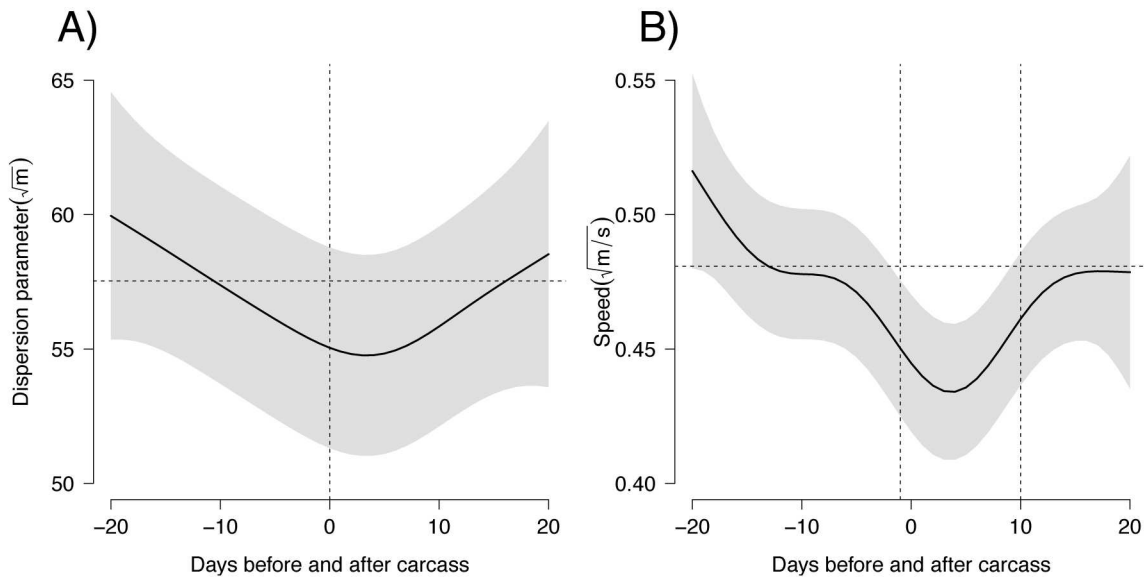 A)
65
60
55
50
Dispersion parameter(√m)
−20 −10 0 10 20
Days before and after carcass
B)
0.55
0.50
0.45
0.40
Speed(√m/s)
−20 −10 0 10 20
Days before and after carcass